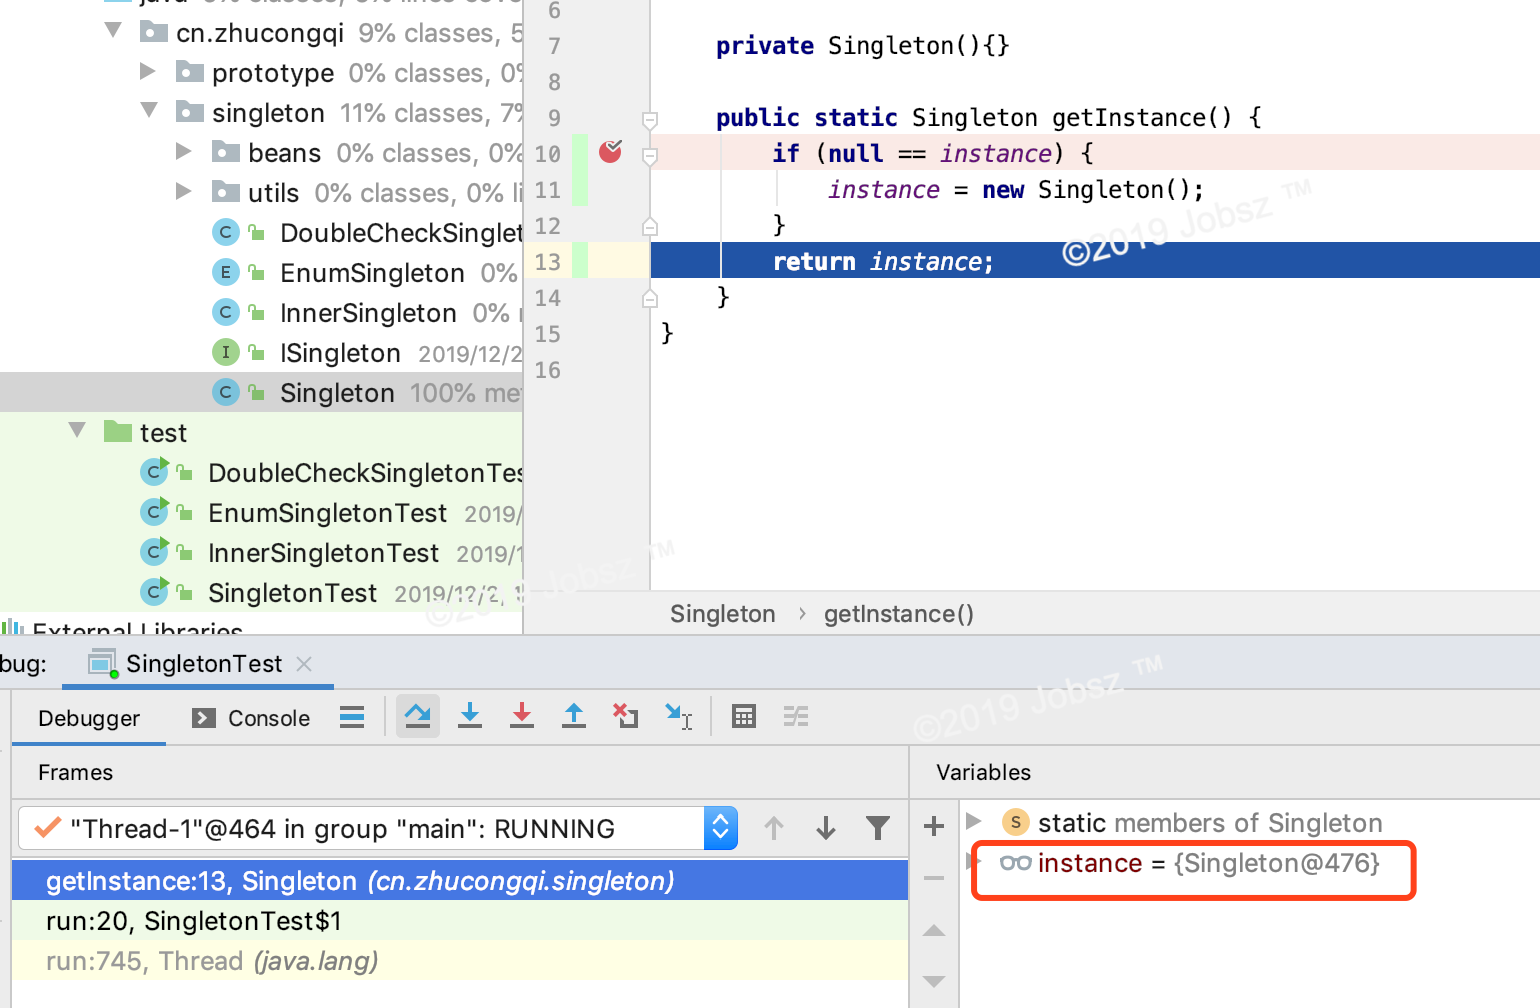 cn.zhucongqi 9% classes, 5
prototype 0% classes, 0%
singleton 11% classes, 7%
beans 0% classes, 0%
utils 0% classes, 0% li
DoubleCheckSinglet
EnumSingleton 0%
InnerSingleton 0%
ISingleton 2019/12/2
Singleton 100% me
test
DoubleCheckSingletonTes
EnumSingletonTest 2019/
InnerSingletonTest 2019/1
SingletonTest 2019/12/2,
External Libraries
6
7 private Singleton(){}
8
9 public static Singleton getInstance() {
10 if (null == instance) {
11 instance = new Singleton();
12 }
13 return instance;
14 }
15 }
16
©2019 Jobsz ™
©2019 Jobsz ™
Singleton › getInstance()
bug: SingletonTest
©2019 Jobsz ™
Debugger Console
Frames
"Thread-1"@464 in group "main": RUNNING
getInstance:13, Singleton (cn.zhucongqi.singleton)
run:20, SingletonTest$1
run:745, Thread (java.lang)
Variables
S static members of Singleton
instance = {Singleton@476}